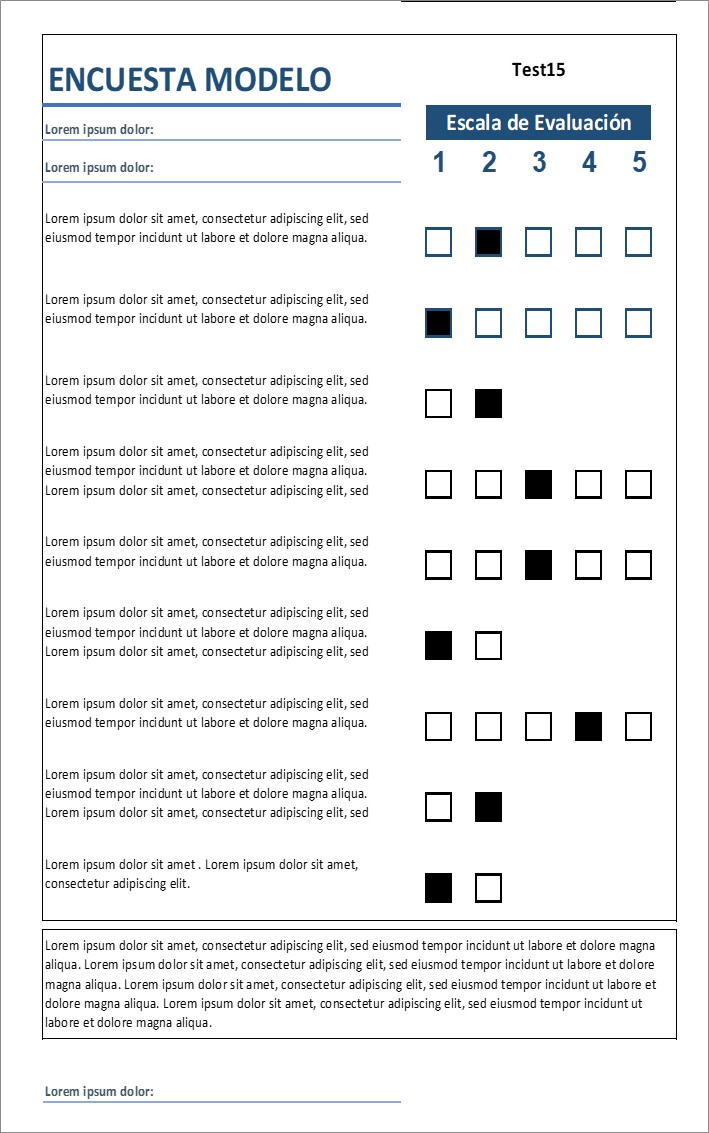 ENCUESTA MODELO
Test15
Lorem ipsum dolor:
Escala de Evaluación
Lorem ipsum dolor:
1 2 3 4 5
Lorem ipsum dolor sit amet, consectetur adipiscing elit, sed
eiusmod tempor incidunt ut labore et dolore magna aliqua.
Lorem ipsum dolor sit amet, consectetur adipiscing elit, sed
eiusmod tempor incidunt ut labore et dolore magna aliqua.
Lorem ipsum dolor sit amet, consectetur adipiscing elit, sed
eiusmod tempor incidunt ut labore et dolore magna aliqua.
Lorem ipsum dolor sit amet, consectetur adipiscing elit, sed
eiusmod tempor incidunt ut labore et dolore magna aliqua.
Lorem ipsum dolor sit amet, consectetur adipiscing elit, sed
Lorem ipsum dolor sit amet, consectetur adipiscing elit, sed
eiusmod tempor incidunt ut labore et dolore magna aliqua.
Lorem ipsum dolor sit amet, consectetur adipiscing elit, sed
eiusmod tempor incidunt ut labore et dolore magna aliqua.
Lorem ipsum dolor sit amet, consectetur adipiscing elit, sed
Lorem ipsum dolor sit amet, consectetur adipiscing elit, sed
eiusmod tempor incidunt ut labore et dolore magna aliqua.
Lorem ipsum dolor sit amet, consectetur adipiscing elit, sed
eiusmod tempor incidunt ut labore et dolore magna aliqua.
Lorem ipsum dolor sit amet, consectetur adipiscing elit, sed
Lorem ipsum dolor sit amet . Lorem ipsum dolor sit amet,
consectetur adipiscing elit.
Lorem ipsum dolor sit amet, consectetur adipiscing elit, sed eiusmod tempor incidunt ut labore et dolore magna
aliqua. Lorem ipsum dolor sit amet, consectetur adipiscing elit, sed eiusmod tempor incidunt ut labore et dolore
magna aliqua. Lorem ipsum dolor sit amet, consectetur adipiscing elit, sed eiusmod tempor incidunt ut labore et
dolore magna aliqua. Lorem ipsum dolor sit amet, consectetur adipiscing elit, sed eiusmod tempor incidunt ut
labore et dolore magna aliqua.
Lorem ipsum dolor: